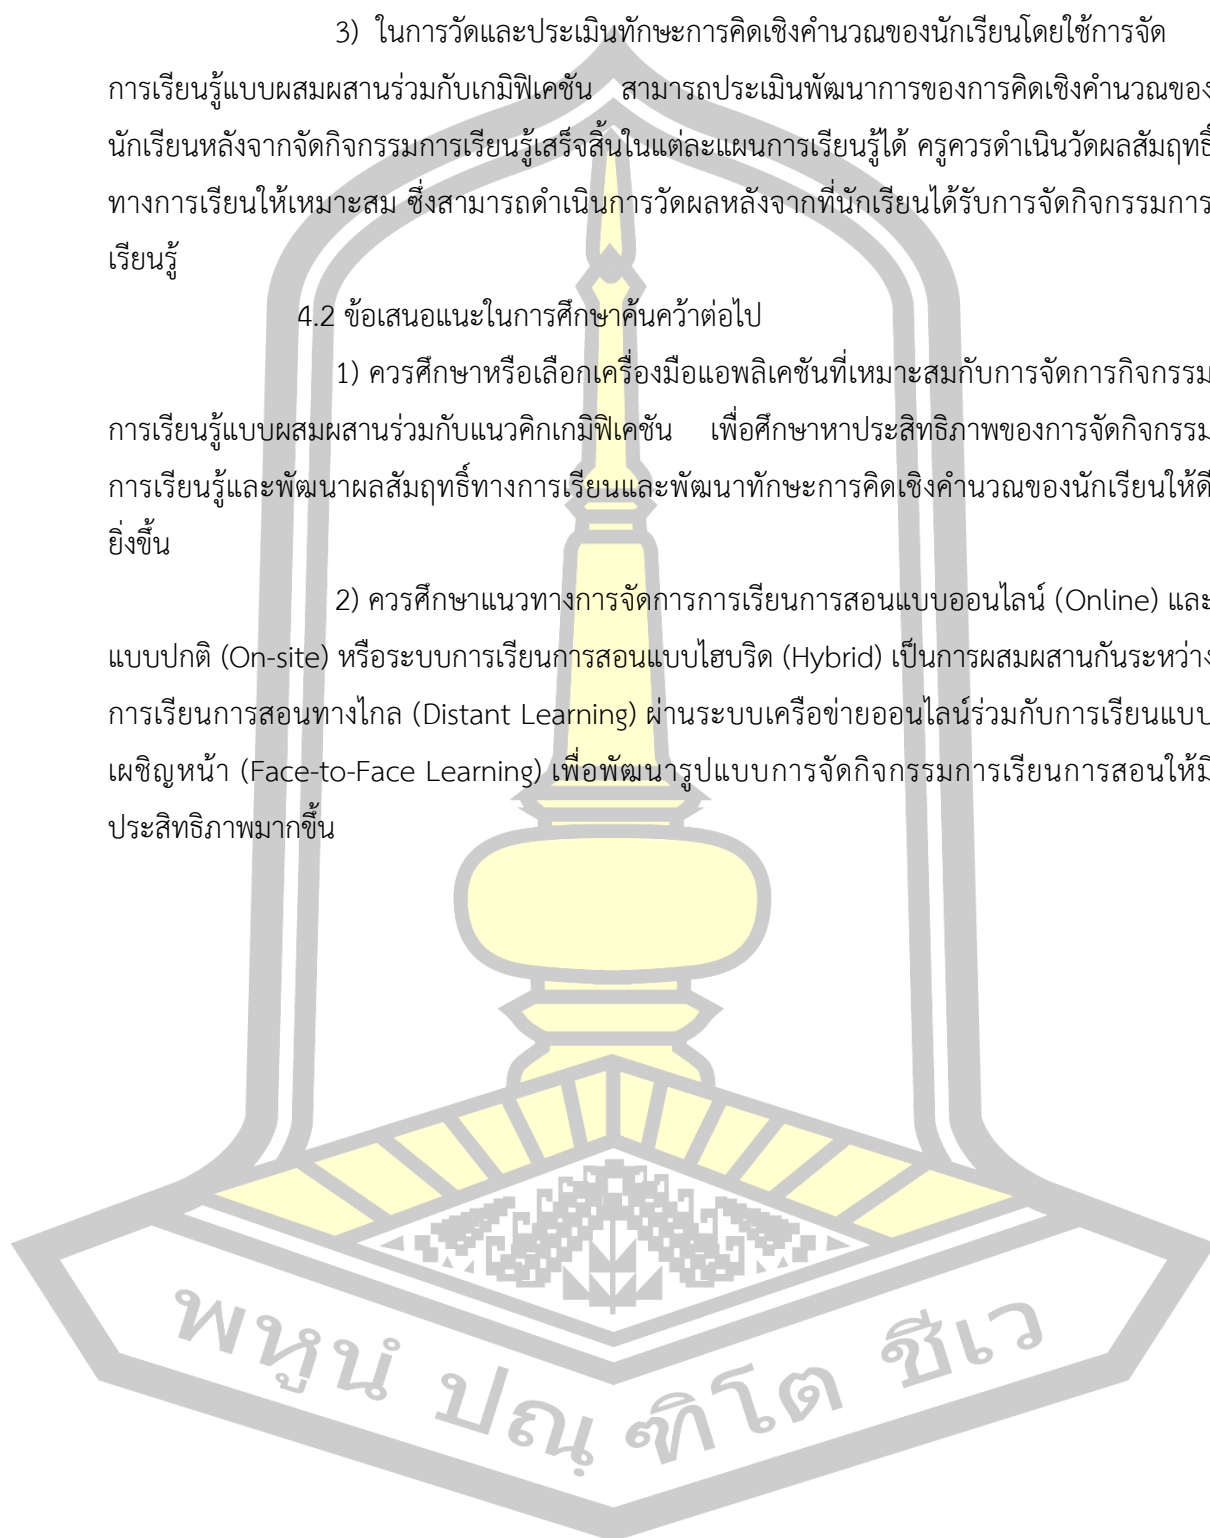 3) ในการวัดและประเมินทักษะการคิดเชิงคำนวณของนักเรียนโดยใช้การจัด
การเรียนรู้แบบผสมผสานร่วมกับเกมิฟิเคชัน สามารถประเมินพัฒนาการของการคิดเชิงคำนวณของ
นักเรียนหลังจากจัดกิจกรรมการเรียนรู้เสร็จสิ้นในแต่ละแผนการเรียนรู้ได้ ครูควรดำเนินวัดผลสัมฤทธิ์
ทางการเรียนให้เหมาะสม ซึ่งสามารถดำเนินการวัดผลหลังจากที่นักเรียนได้รับการจัดกิจกรรมการ
เรียนรู้
4.2 ข้อเสนอแนะในการศึกษาค้นคว้าต่อไป
1) ควรศึกษาหรือเลือกเครื่องมือแอพลิเคชันที่เหมาะสมกับการจัดการกิจกรรม
การเรียนรู้แบบผสมผสานร่วมกับแนวคิกเกมิฟิเคชัน เพื่อศึกษาหาประสิทธิภาพของการจัดกิจกรรม
การเรียนรู้และพัฒนาผลสัมฤทธิ์ทางการเรียนและพัฒนาทักษะการคิดเชิงคำนวณของนักเรียนให้ดี
ยิ่งขึ้น
2) ควรศึกษาแนวทางการจัดการการเรียนการสอนแบบออนไลน์ (Online) และ
แบบปกติ (On-site) หรือระบบการเรียนการสอนแบบไฮบริด (Hybrid) เป็นการผสมผสานกันระหว่าง
การเรียนการสอนทางไกล (Distant Learning) ผ่านระบบเครือข่ายออนไลน์ร่วมกับการเรียนแบบ
เผชิญหน้า (Face-to-Face Learning) เพื่อพัฒนารูปแบบการจัดกิจกรรมการเรียนการสอนให้มี
ประสิทธิภาพมากขึ้น
พหูนํ ปณฺฑิโต ชีเว